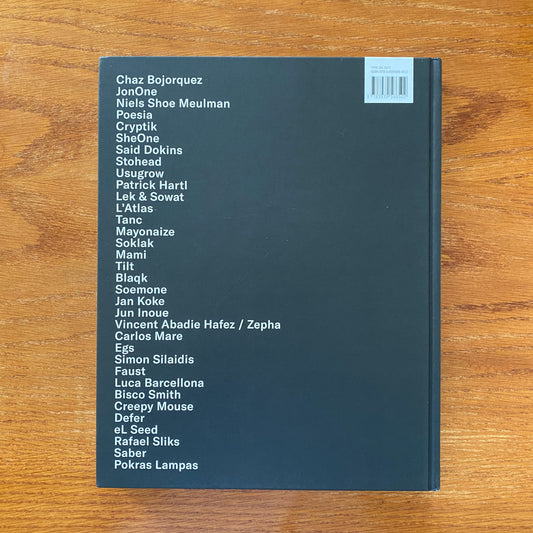 Chaz Bojorquez
JonOne
Niels Shoe Meulman
Poesia
Cryptik
SheOne
Said Dokins
Stohead
Usugrow
Patrick Hartl
Lek & Sowat
L'Atlas
Tanc
Mayonaize
Soklak
Mami
Tilt
Blaqk
Soemone
Jan Koke
Jun Inoue
Vincent Abadie Hafez / Zepha
Carlos Mare
Egs
Simon Silaidis
Faust
Luca Barcellona
Bisco Smith
Creepy Mouse
Defer
eL Seed
Rafael Sliks
Saber
Pokras Lampas